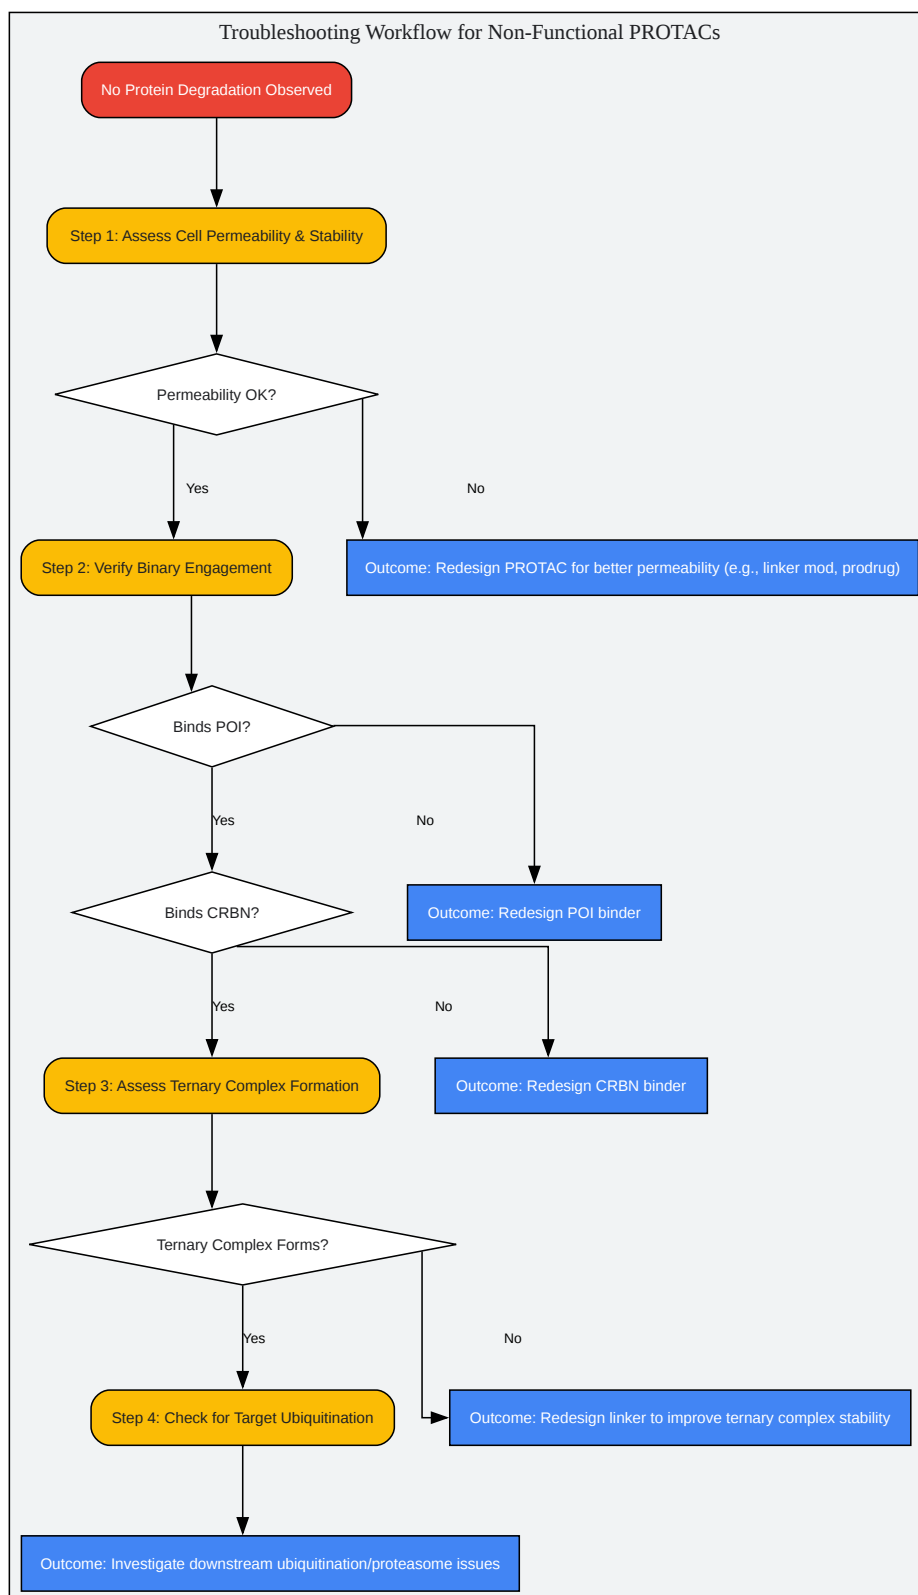 Troubleshooting Workflow for Non-Functional PROTACs
No Protein Degradation Observed
Step 1: Assess Cell Permeability & Stability
Permeability OK?
Yes
No
Step 2: Verify Binary Engagement
Outcome: Redesign PROTAC for better permeability (e.g., linker mod, prodrug)
Binds POI?
Yes
No
Binds CRBN?
Outcome: Redesign POI binder
Yes
No
Step 3: Assess Ternary Complex Formation
Outcome: Redesign CRBN binder
Ternary Complex Forms?
Yes
No
Step 4: Check for Target Ubiquitination
Outcome: Redesign linker to improve ternary complex stability
Outcome: Investigate downstream ubiquitination/proteasome issues